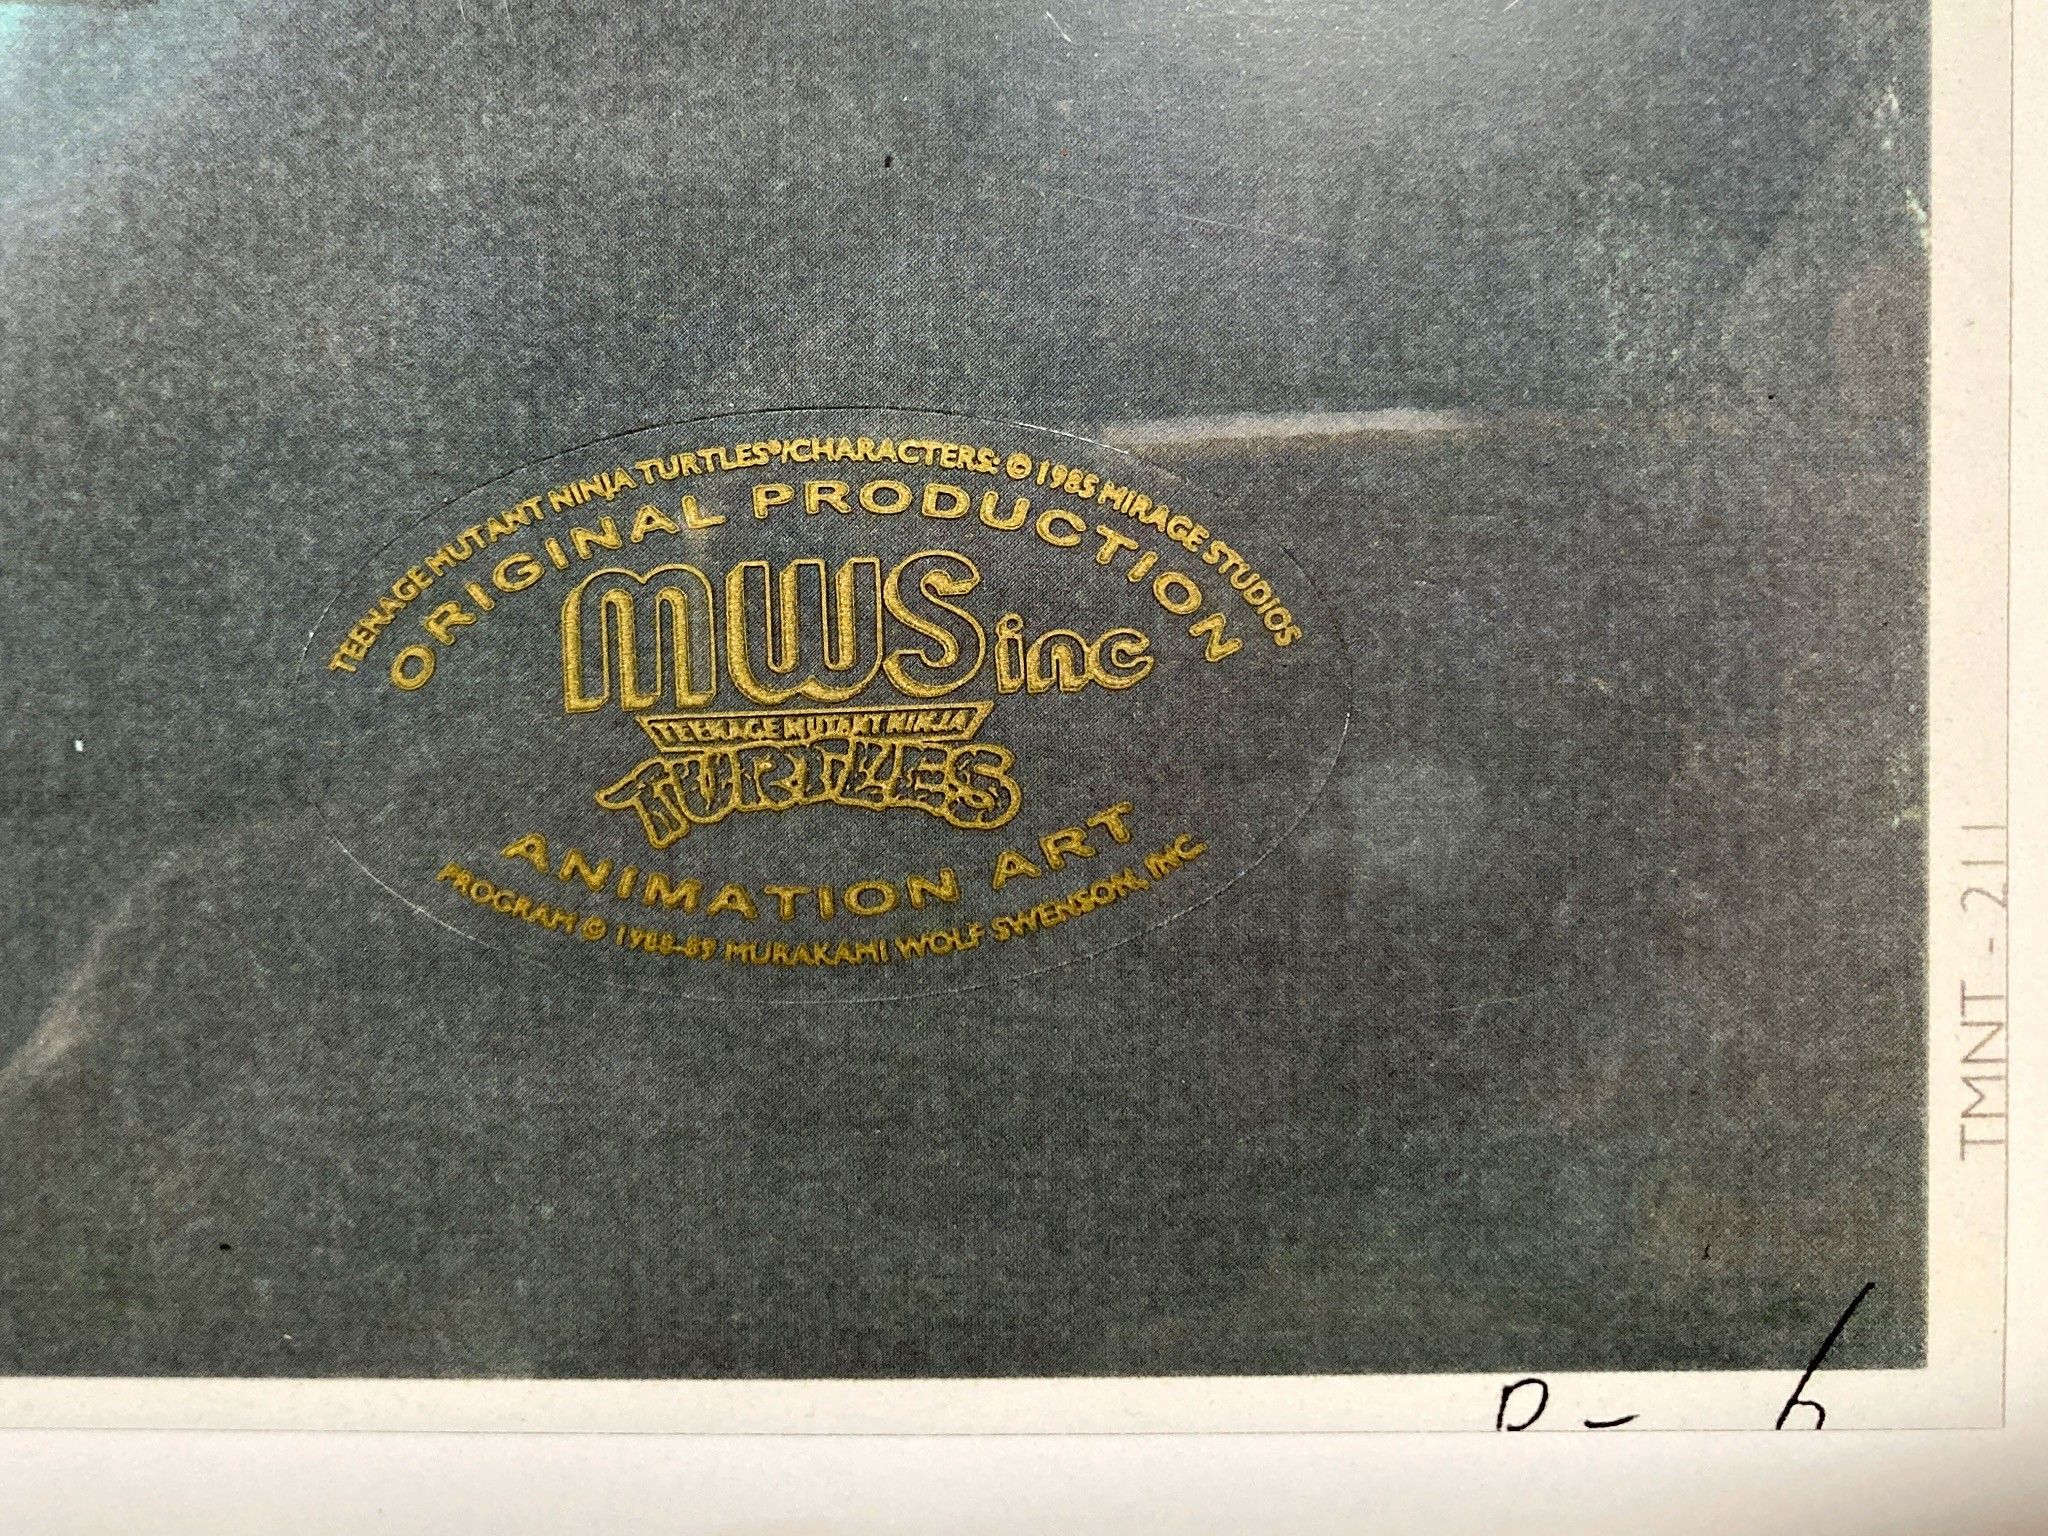 TEENAGE MUTANT NINJA TURTLES®/CHARACTERS: © 1985 MIRAGE STUDIOS
ORIGINAL PRODUCTION
MWS inc
TEENAGE MUTANT NINJA
TURTLES
ANIMATION ART
PROGRAM © 1988-89 MURAKAMI WOLF SWENSON, INC.
TMNT - 211
D -